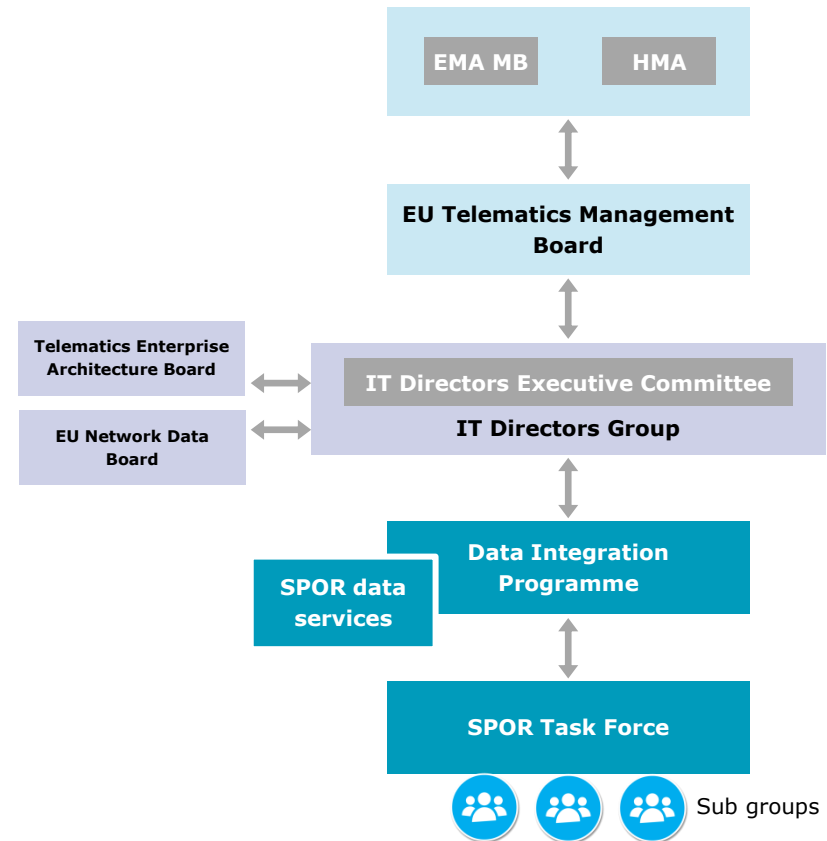 EMA MB
HMA
EU Telematics Management
Board
Telematics Enterprise
Architecture Board
EU Network Data
Board
IT Directors Executive Committee
IT Directors Group
Data Integration
Programme
SPOR data
services
SPOR Task Force
Sub groups